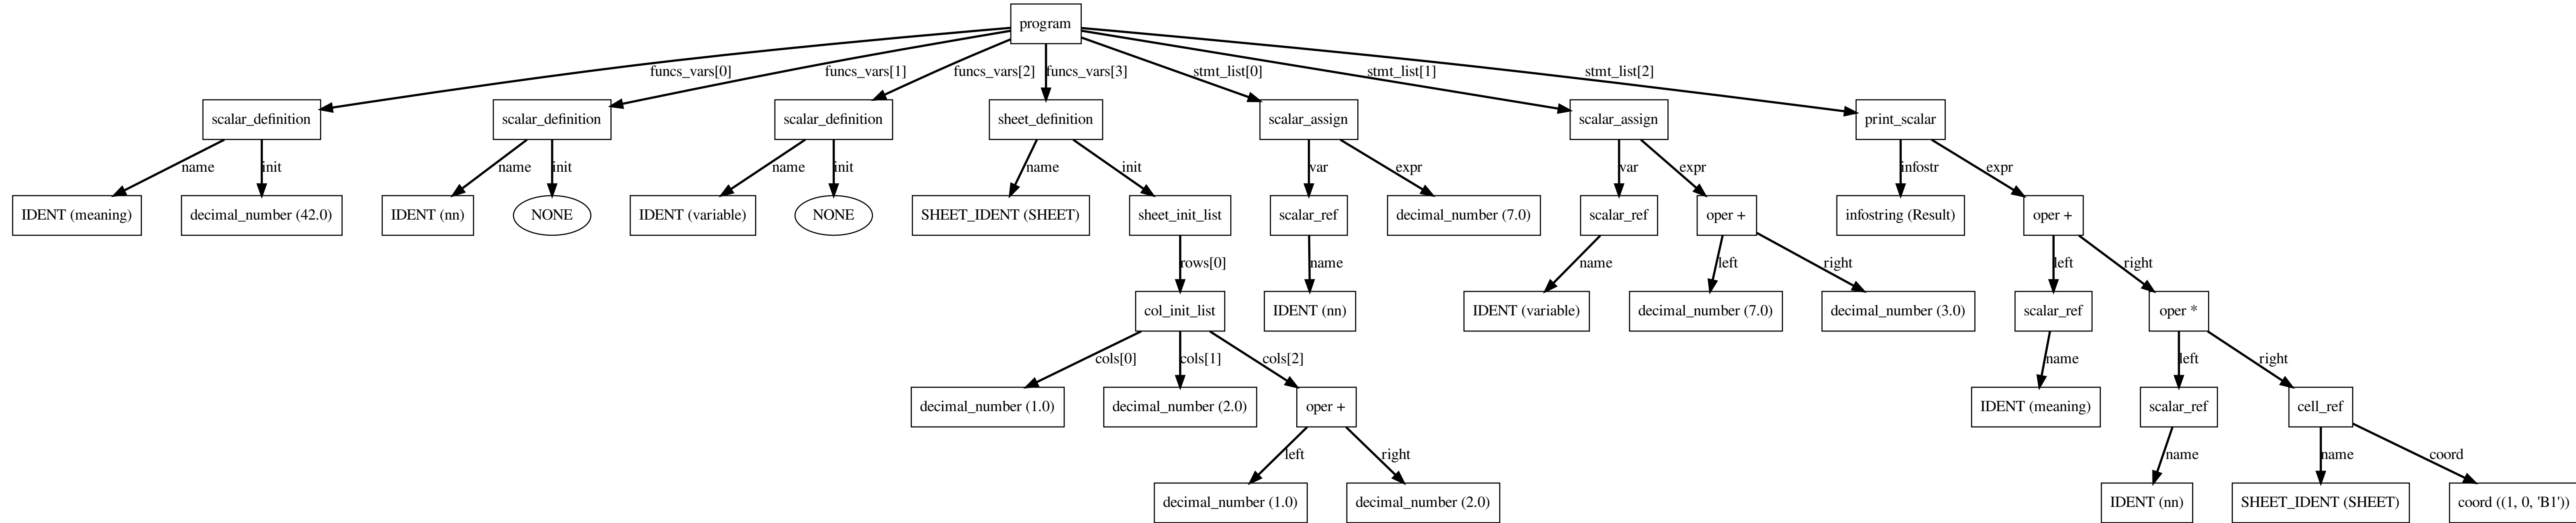 program
funcs_vars[0] funcs_vars[1] funcs_vars[2] funcs_vars[3] stmt_list[0] stmt_list[1] stmt_list[2]
scalar_definition scalar_definition scalar_definition sheet_definition scalar_assign scalar_assign print_scalar
name init name init name init name init var expr var expr infostr expr
IDENT (meaning) decimal_number (42.0) IDENT (nn) NONE IDENT (variable) NONE SHEET_IDENT (SHEET) sheet_init_list scalar_ref decimal_number (7.0) scalar_ref oper + infostring (Result) oper +
rows[0] name name left right left right
col_init_list IDENT (nn) IDENT (variable) decimal_number (7.0) decimal_number (3.0) scalar_ref oper *
cols[0] cols[1] cols[2] name left right
decimal_number (1.0) decimal_number (2.0) oper + IDENT (meaning) scalar_ref cell_ref
left right name name coord
decimal_number (1.0) decimal_number (2.0) IDENT (nn) SHEET_IDENT (SHEET) coord ((1, 0, 'B1'))